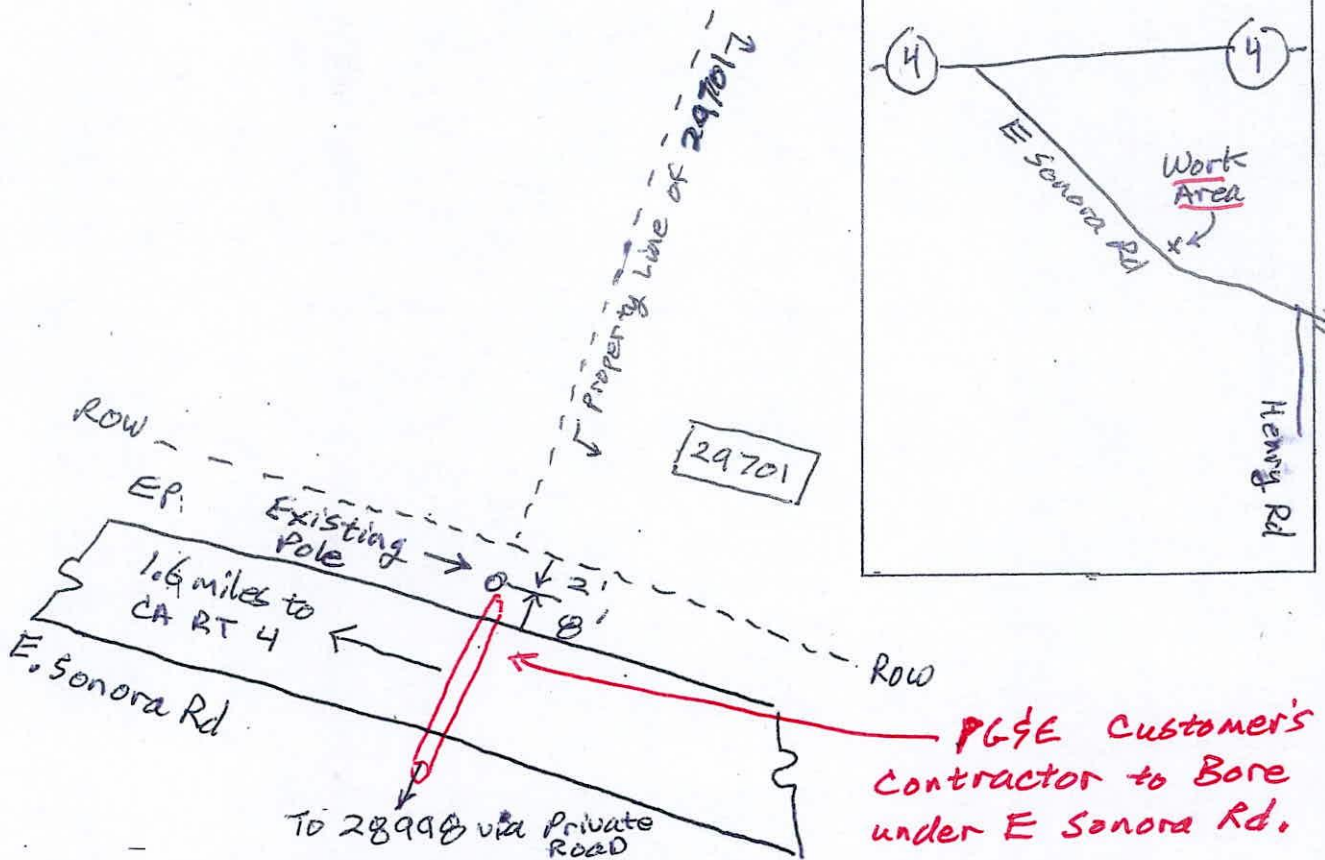 4
4
E Sonora Rd
Work
Area
x
Henry Rd
Property Line of 29701
29701
ROW
EP.
Existing
Pole
2'
8'
1.6 miles to
CA RT 4
E. Sonora Rd
ROW
To 28998 via Private
ROAD
PG&E Customer's
Contractor to Bore
under E Sonora Rd.